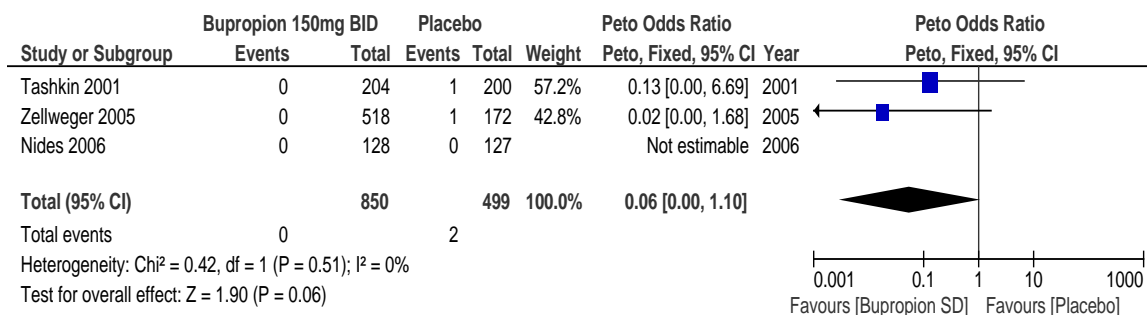 Bupropion 150mg BID Placebo Peto Odds Ratio Peto Odds Ratio
Study or Subgroup Events Total Events Total Weight Peto, Fixed, 95% CI Year Peto, Fixed, 95% CI
Tashkin 2001 0 204 1 200 57.2% 0.13 [0.00, 6.69] 2001
Zellweger 2005 0 518 1 172 42.8% 0.02 [0.00, 1.68] 2005
Nides 2006 0 128 0 127 Not estimable 2006
Total (95% CI) 850 499 100.0% 0.06 [0.00, 1.10]
Total events 0 2
Heterogeneity: Chi² = 0.42, df = 1 (P = 0.51); I² = 0%
Test for overall effect: Z = 1.90 (P = 0.06)
0.001 0.1 1 10 1000
Favours [Bupropion SD] Favours [Placebo]